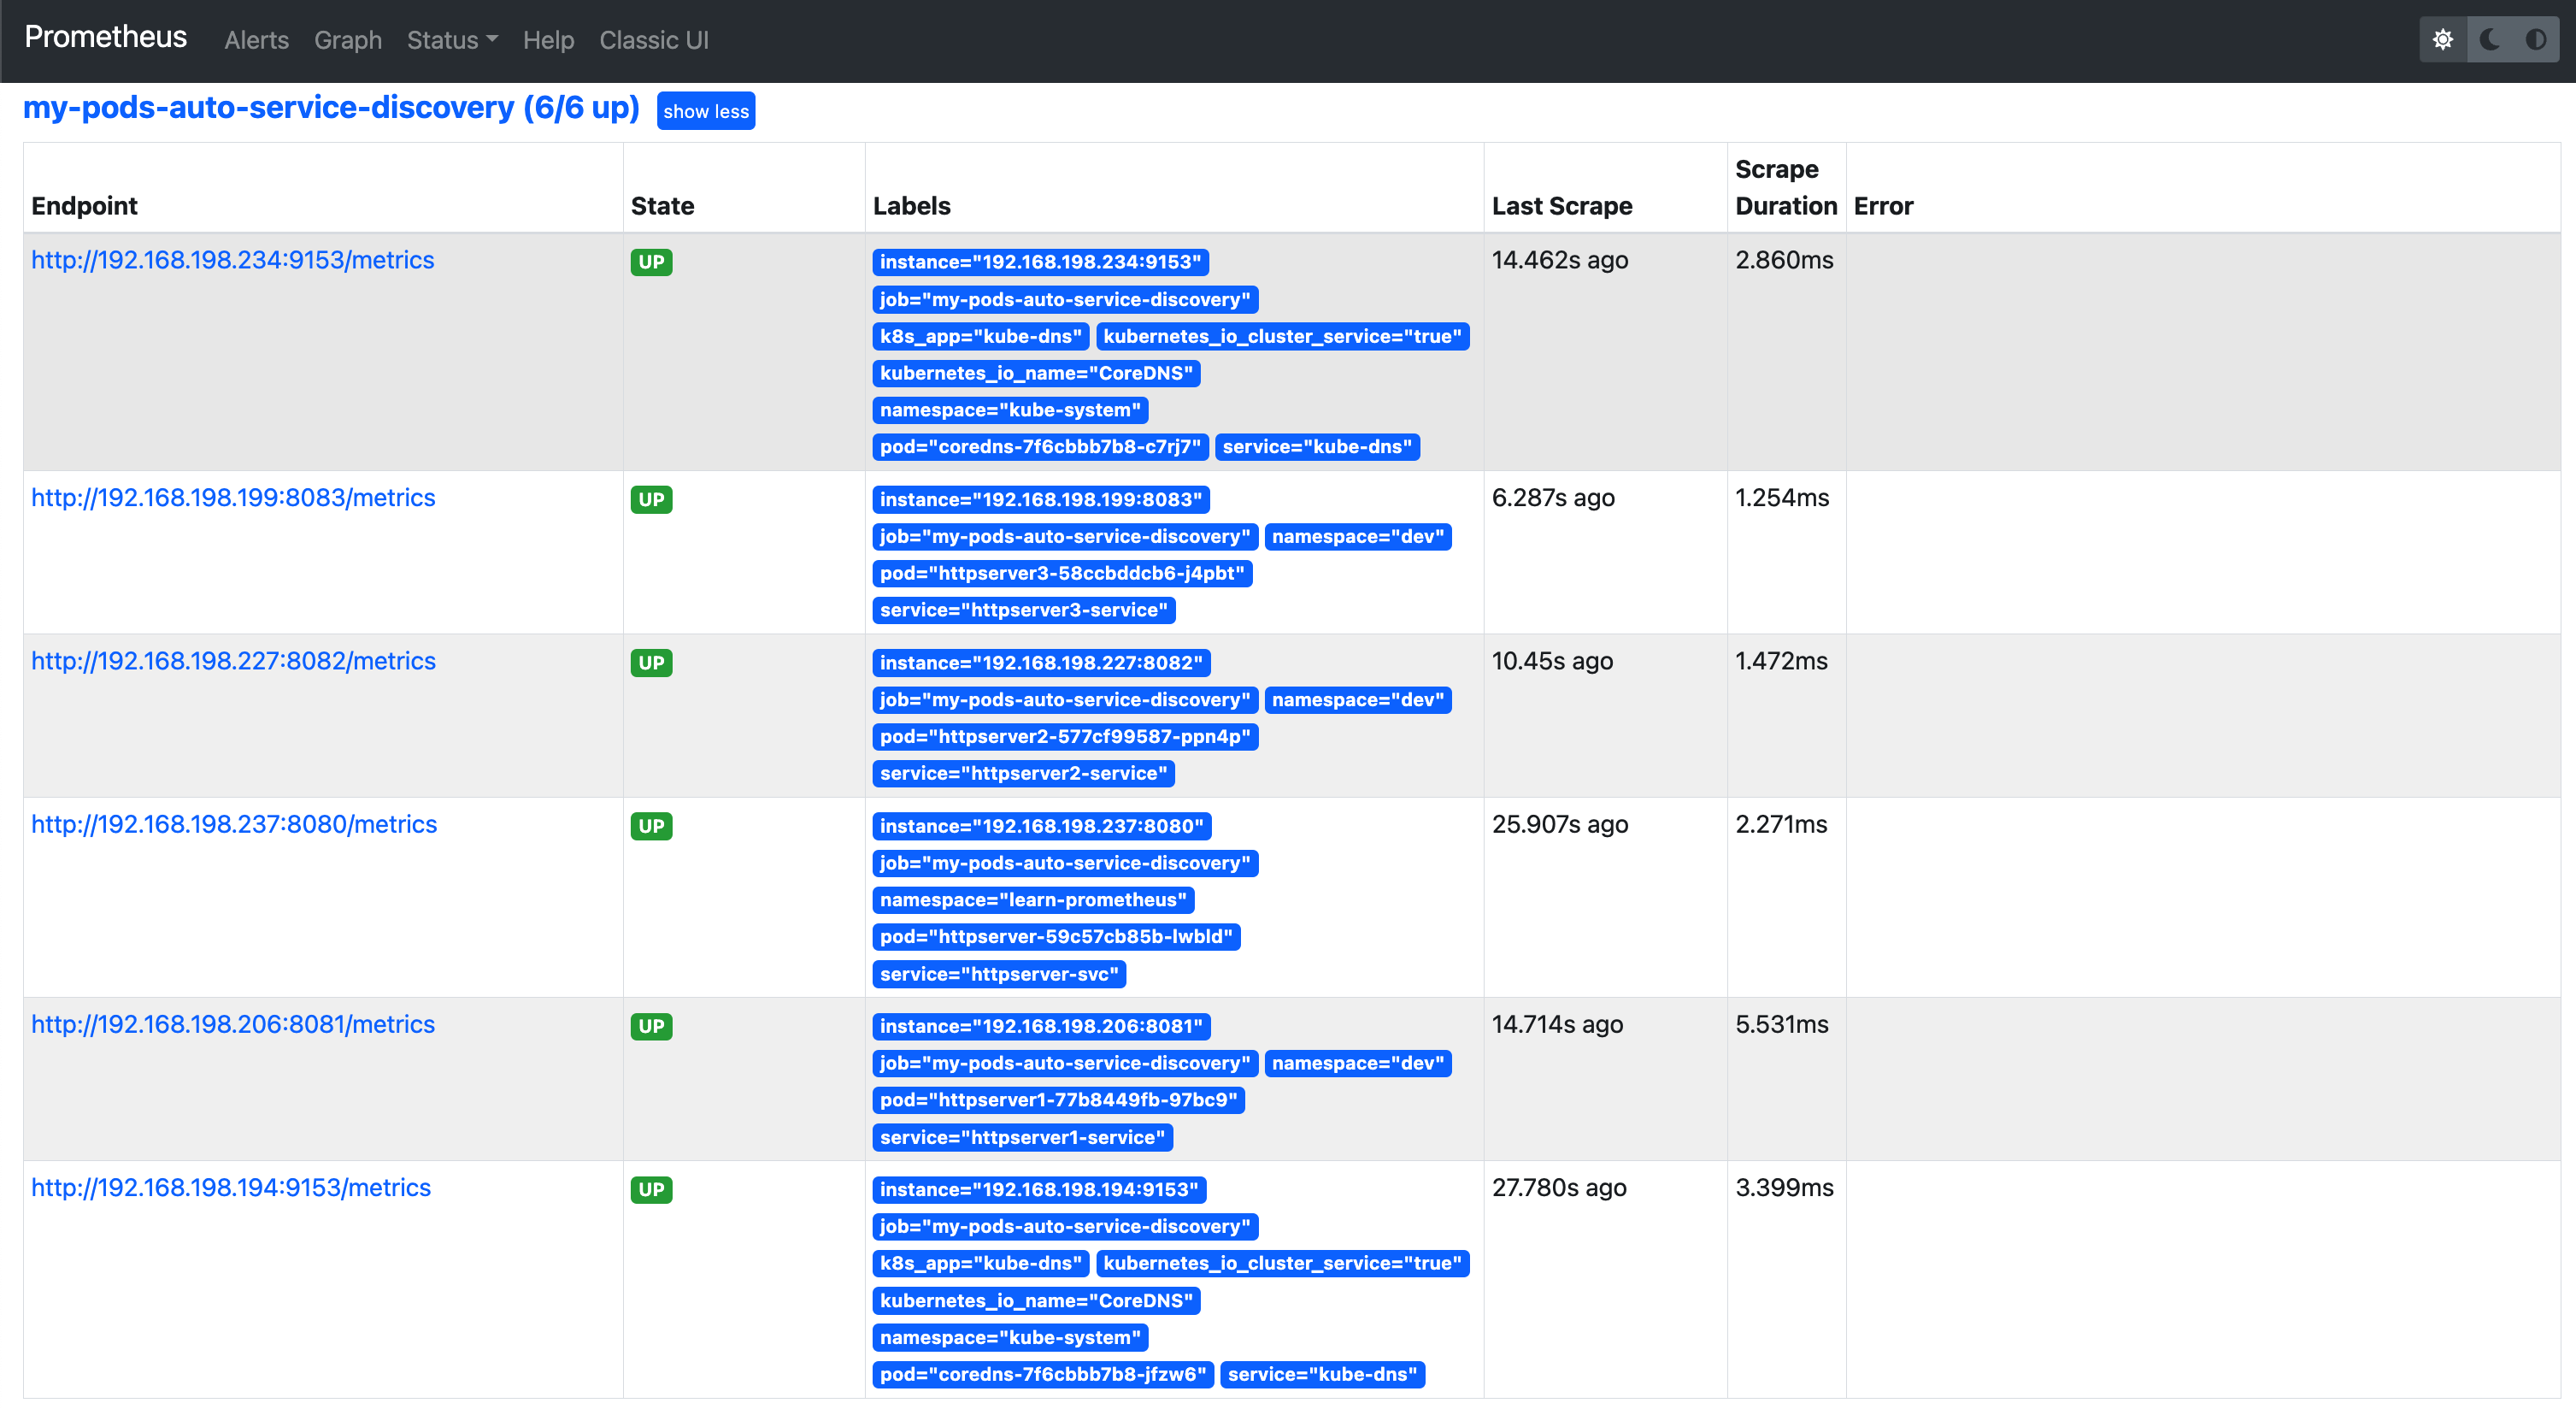 Prometheus Alerts Graph Status Help Classic UI
my-pods-auto-service-discovery (6/6 up) show less
Endpoint State Labels Last Scrape Scrape Duration Error
http://192.168.198.234:9153/metrics UP instance="192.168.198.234:9153" 14.462s ago 2.860ms
job="my-pods-auto-service-discovery"
k8s_app="kube-dns" kubernetes_io_cluster_service="true"
kubernetes_io_name="CoreDNS"
namespace="kube-system"
pod="coredns-7f6cbbb7b8-c7rj7" service="kube-dns"
http://192.168.198.199:8083/metrics UP instance="192.168.198.199:8083" 6.287s ago 1.254ms
job="my-pods-auto-service-discovery" namespace="dev"
pod="httpserver3-58ccbddcb6-j4pbt"
service="httpserver3-service"
http://192.168.198.227:8082/metrics UP instance="192.168.198.227:8082" 10.45s ago 1.472ms
job="my-pods-auto-service-discovery" namespace="dev"
pod="httpserver2-577cf99587-ppn4p"
service="httpserver2-service"
http://192.168.198.237:8080/metrics UP instance="192.168.198.237:8080" 25.907s ago 2.271ms
job="my-pods-auto-service-discovery"
namespace="learn-prometheus"
pod="httpserver-59c57cb85b-lwbld"
service="httpserver-svc"
http://192.168.198.206:8081/metrics UP instance="192.168.198.206:8081" 14.714s ago 5.531ms
job="my-pods-auto-service-discovery" namespace="dev"
pod="httpserver1-77b8449fb-97bc9"
service="httpserver1-service"
http://192.168.198.194:9153/metrics UP instance="192.168.198.194:9153" 27.780s ago 3.399ms
job="my-pods-auto-service-discovery"
k8s_app="kube-dns" kubernetes_io_cluster_service="true"
kubernetes_io_name="CoreDNS"
namespace="kube-system"
pod="coredns-7f6cbbb7b8-jfzw6" service="kube-dns"